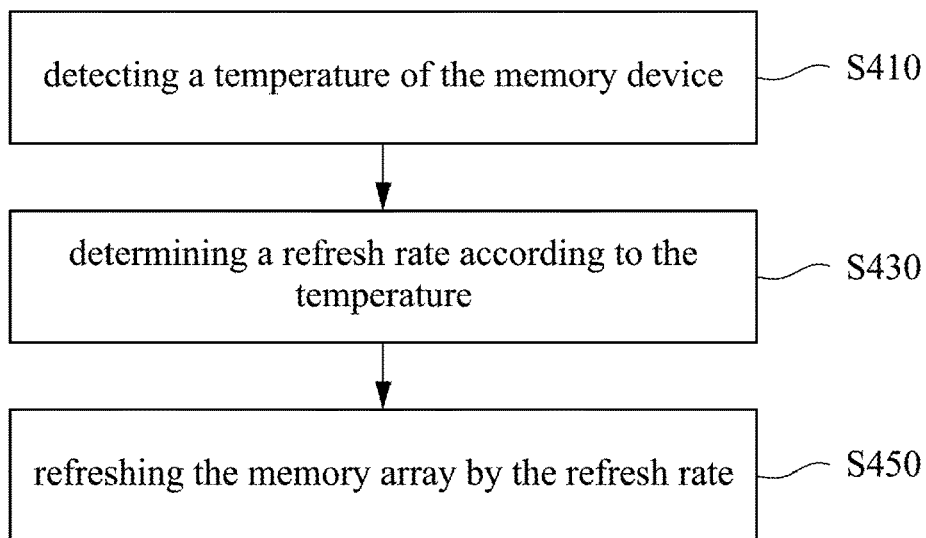 detecting a temperature of the memory device
S410
determining a refresh rate according to the
temperature
S430
refreshing the memory array by the refresh rate
S450